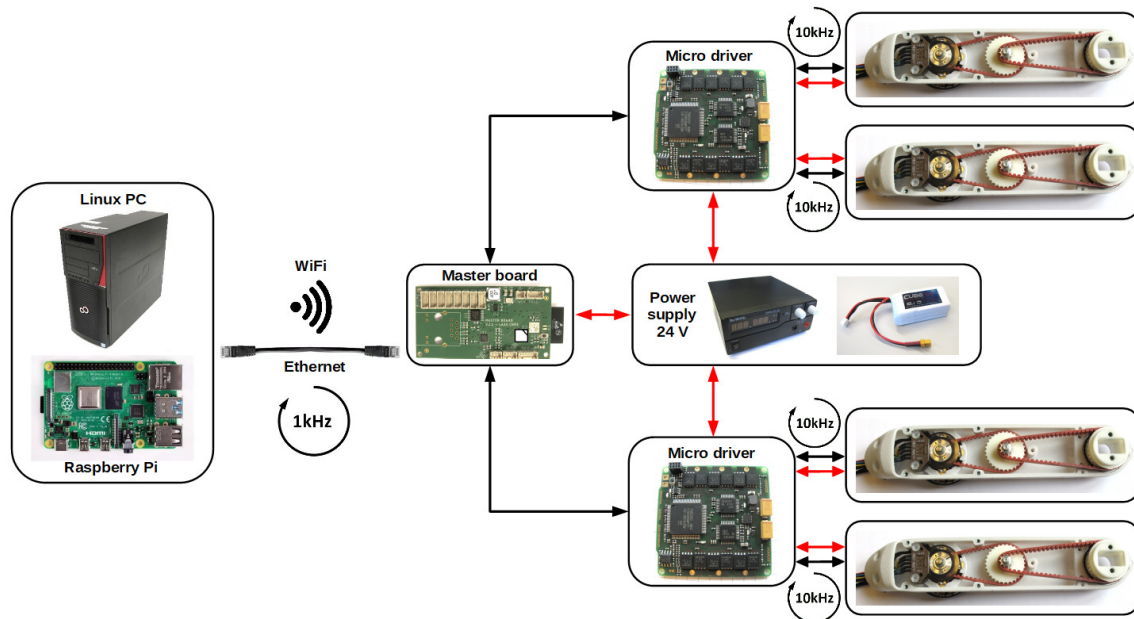 Linux PC
Raspberry Pi
WiFi
Ethernet
1kHz
Master board
Micro driver
10kHz
10kHz
Power
supply
24 V
Micro driver
10kHz
10kHz
HDMI